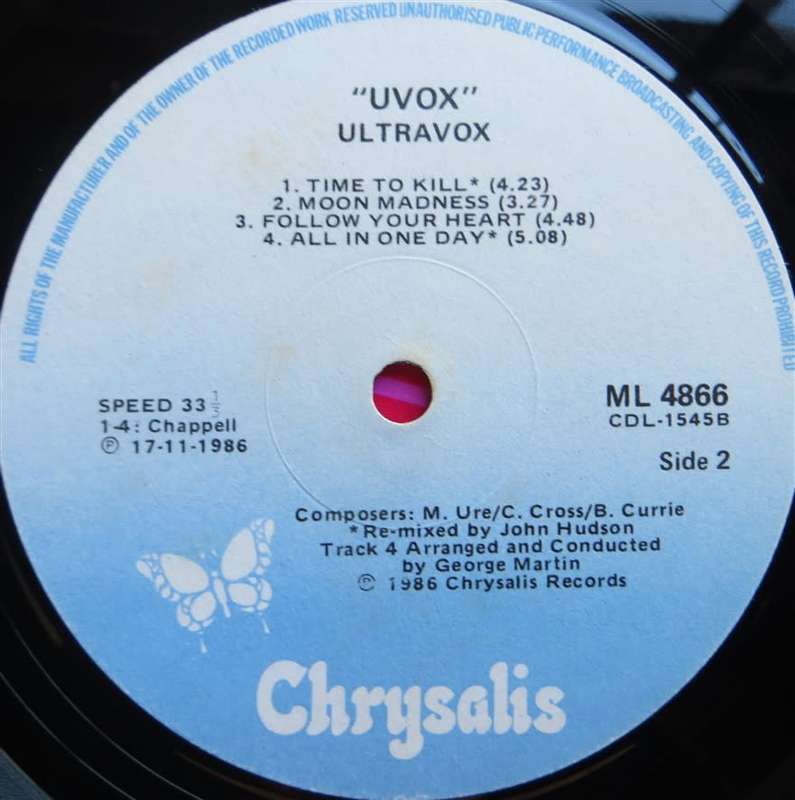 ALL RIGHTS OF THE MANUFACTURER AND OF THE OWNER OF THE RECORDED WORK RESERVED UNAUTHORISED PUBLIC PERFORMANCE BROADCASTING AND COPYING OF THIS RECORD PROHIBITED
"UVOX"
ULTRAVOX
1. TIME TO KILL* (4.23)
2. MOON MADNESS (3.27)
3. FOLLOW YOUR HEART (4.48)
4. ALL IN ONE DAY* (5.08)
SPEED 33 1/3
1-4: Chappell
℗ 17-11-1986
ML 4866
CDL-1545B
Side 2
Composers: M. Ure/C. Cross/B. Currie
*Re-mixed by John Hudson
Track 4 Arranged and Conducted
by George Martin
℗ 1986 Chrysalis Records
Chrysalis